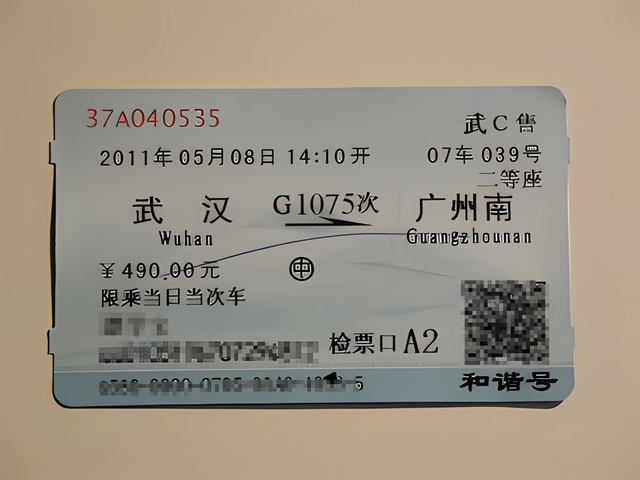 37A040535
武C售
2011年05月08日14:10开 07车039号
二等座
武汉 G1075次 广州南
Wuhan Guangzhounan
¥490.00元 中
限乘当日当次车
检票口A2
和谐号